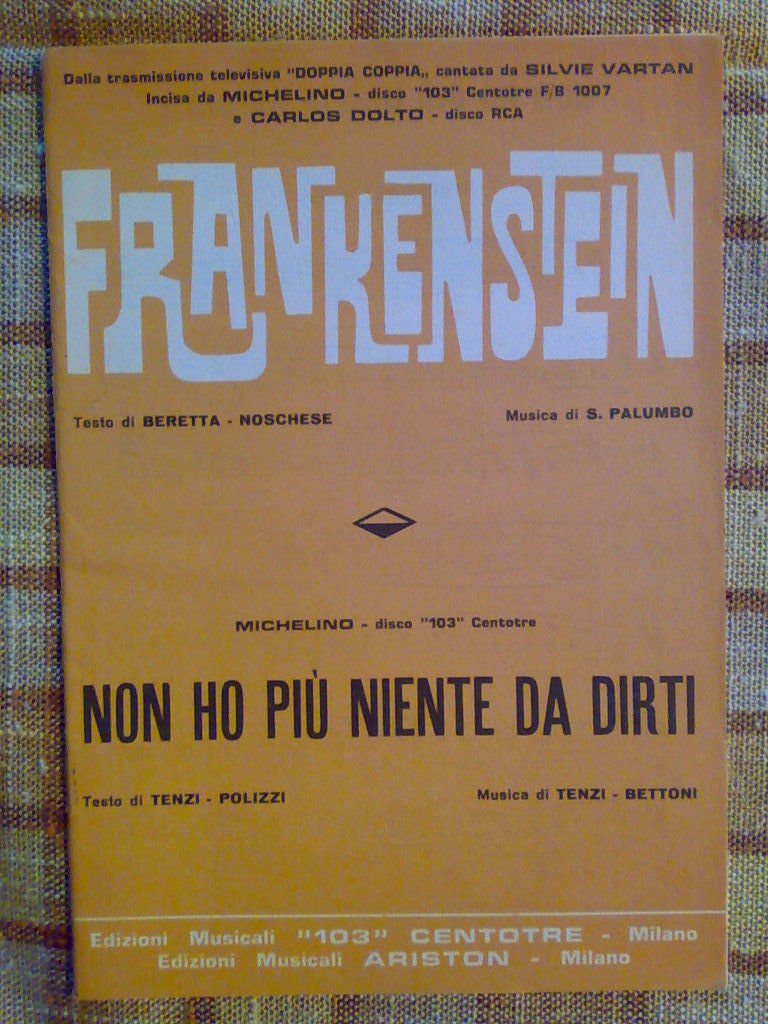 Dalla trasmissione televisiva "DOPPIA COPPIA„ cantata da SILVIE VARTAN
Incisa da MICHELINO - disco "103" Centotre F/B 1007
e CARLOS DOLTO - disco RCA
FRANKENSTEIN
Testo di BERETTA - NOSCHESE Musica di S. PALUMBO
MICHELINO - disco "103" Centotre
NON HO PIÙ NIENTE DA DIRTI
Testo di TENZI - POLIZZI Musica di TENZI - BETTONI
Edizioni Musicali "103" CENTOTRE - Milano
Edizioni Musicali ARISTON - Milano